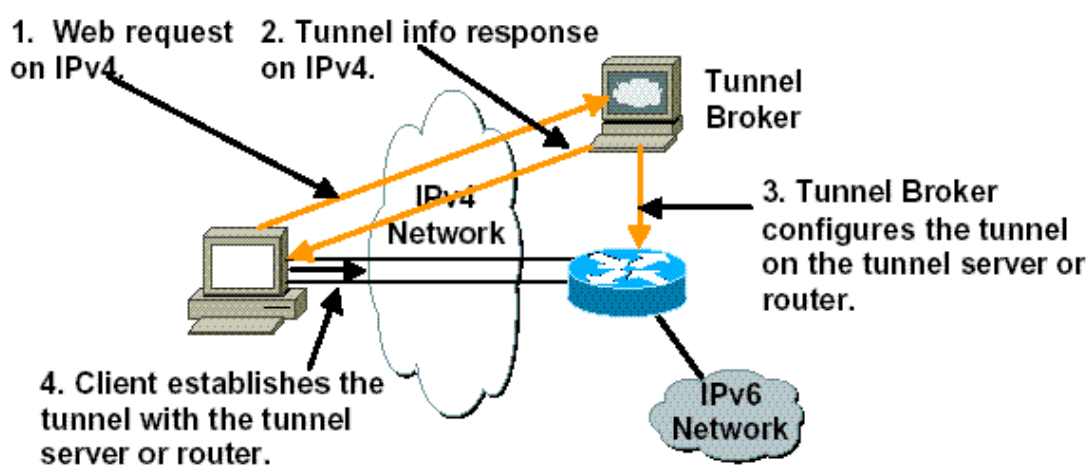 1. Web request
on IPv4.
2. Tunnel info response
on IPv4.
Tunnel
Broker
IPv4
Network
3. Tunnel Broker
configures the tunnel
on the tunnel server or
router.
4. Client establishes the
tunnel with the tunnel
server or router.
IPv6
Network